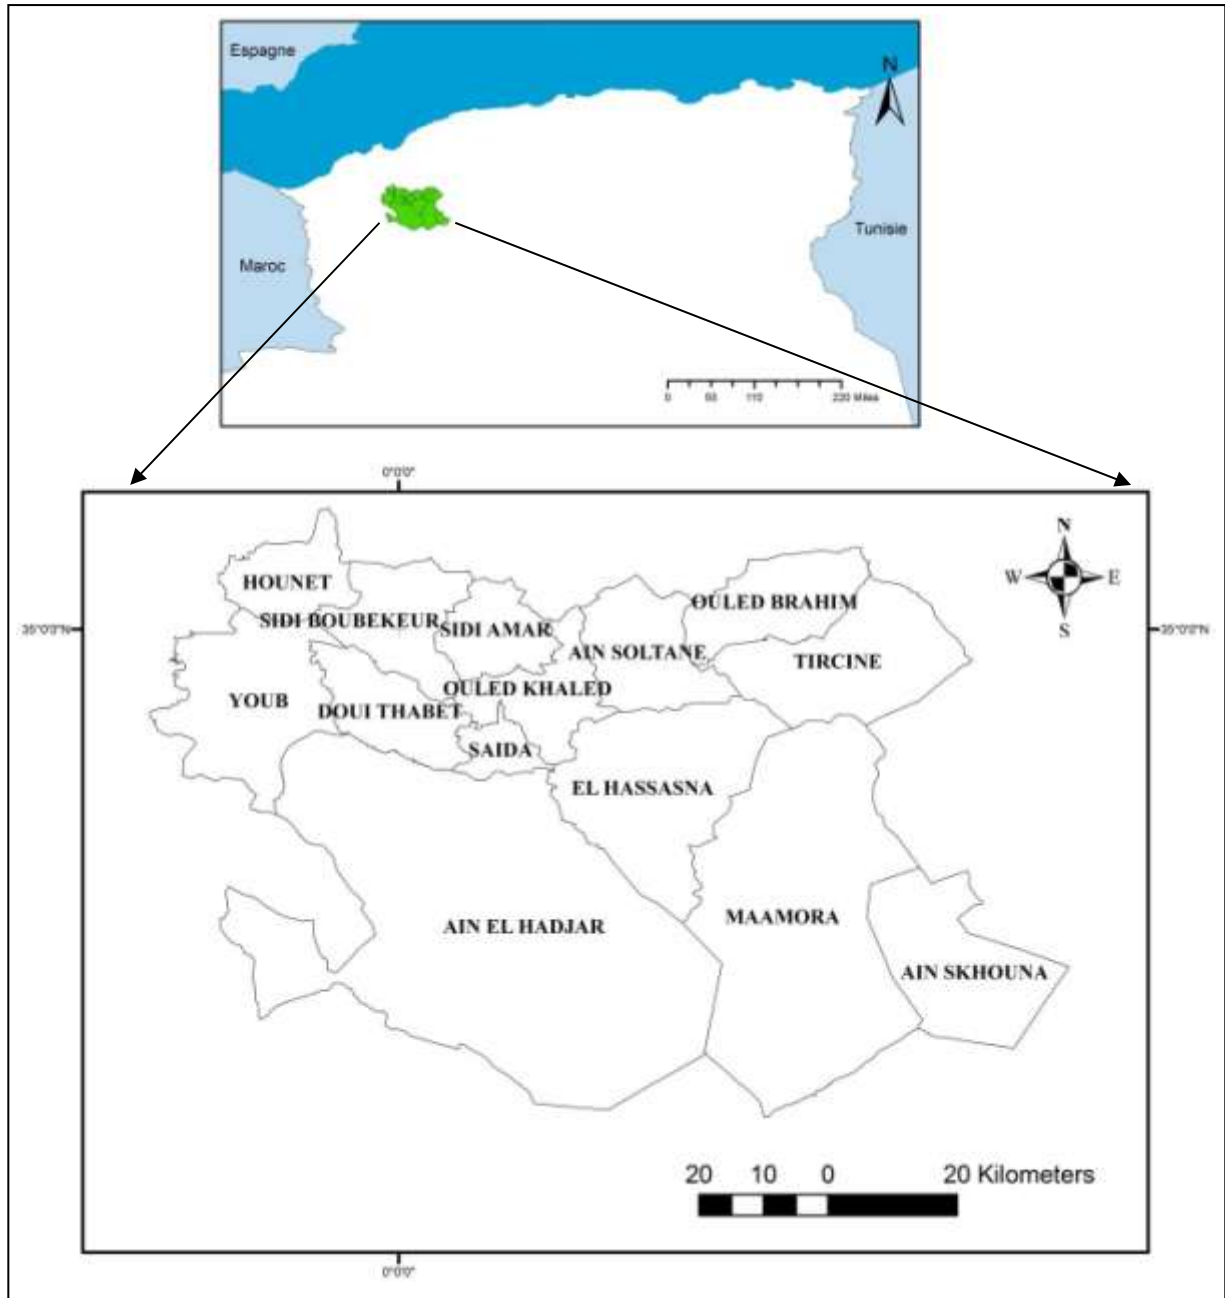 Espagne
N
Tunisie
Maroc
0 55 110 220 Miles
0°0'0"
N
HOUNET
W E
OULED BRAHIM
SIDI BOUBEKEUR
SIDI AMAR
35°0'0"N
35°0'0"N
S
AIN SOLTANE
TIRCINE
OULED KHALED
YOUB
DOUI THABET
SAIDA
EL HASSASNA
MAAMORA
AIN EL HADJAR
AIN SKHOUNA
20 10 0 20 Kilometers
0°0'0"